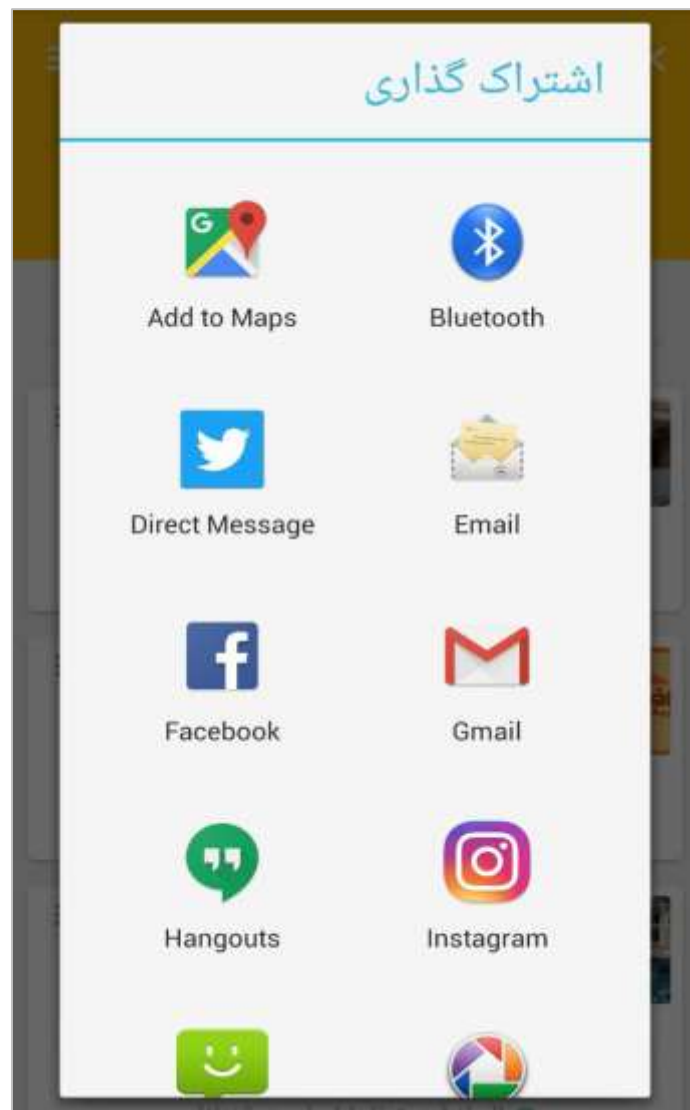 اشتراک گذاری
Add to Maps
Bluetooth
Direct Message
Email
Facebook
Gmail
Hangouts
Instagram